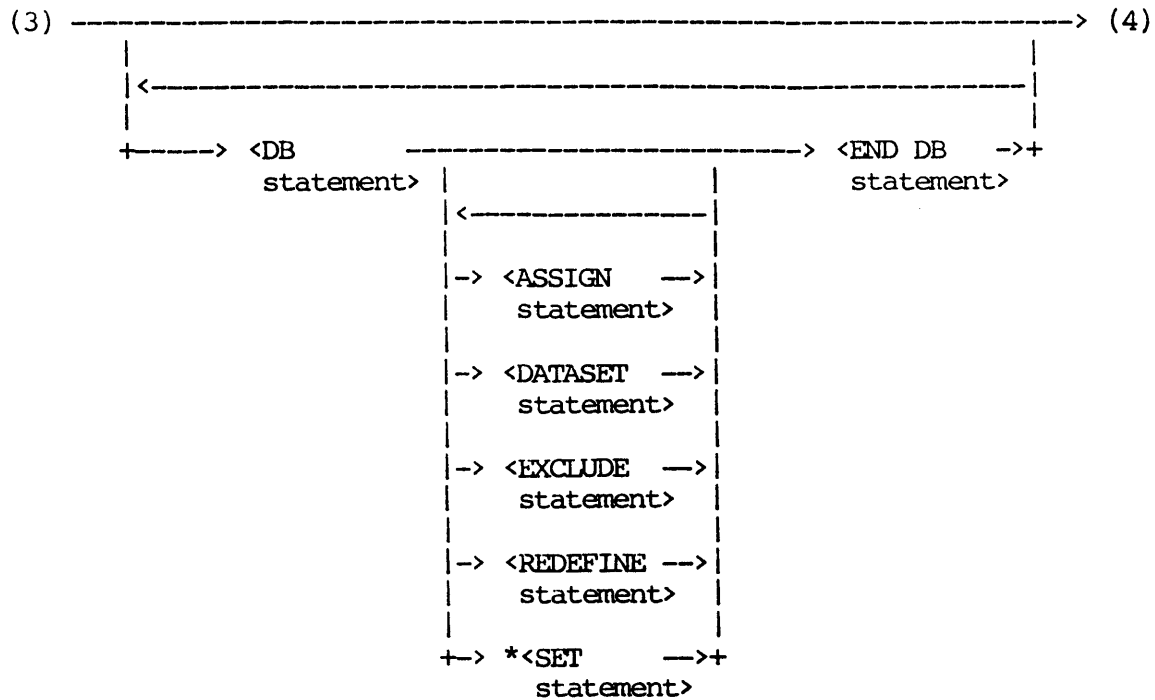 (3) ---------------------------------------------------------------> (4)
|<---------------------------------------------------------|
+-----> <DB --------------------------> <END DB ->+
statement> statement>
|<----------------|
|-> <ASSIGN -->|
statement>
|-> <DATASET -->|
statement>
|-> <EXCLUDE -->|
statement>
|-> <REDEFINE -->|
statement>
+-> *<SET -->+
statement>